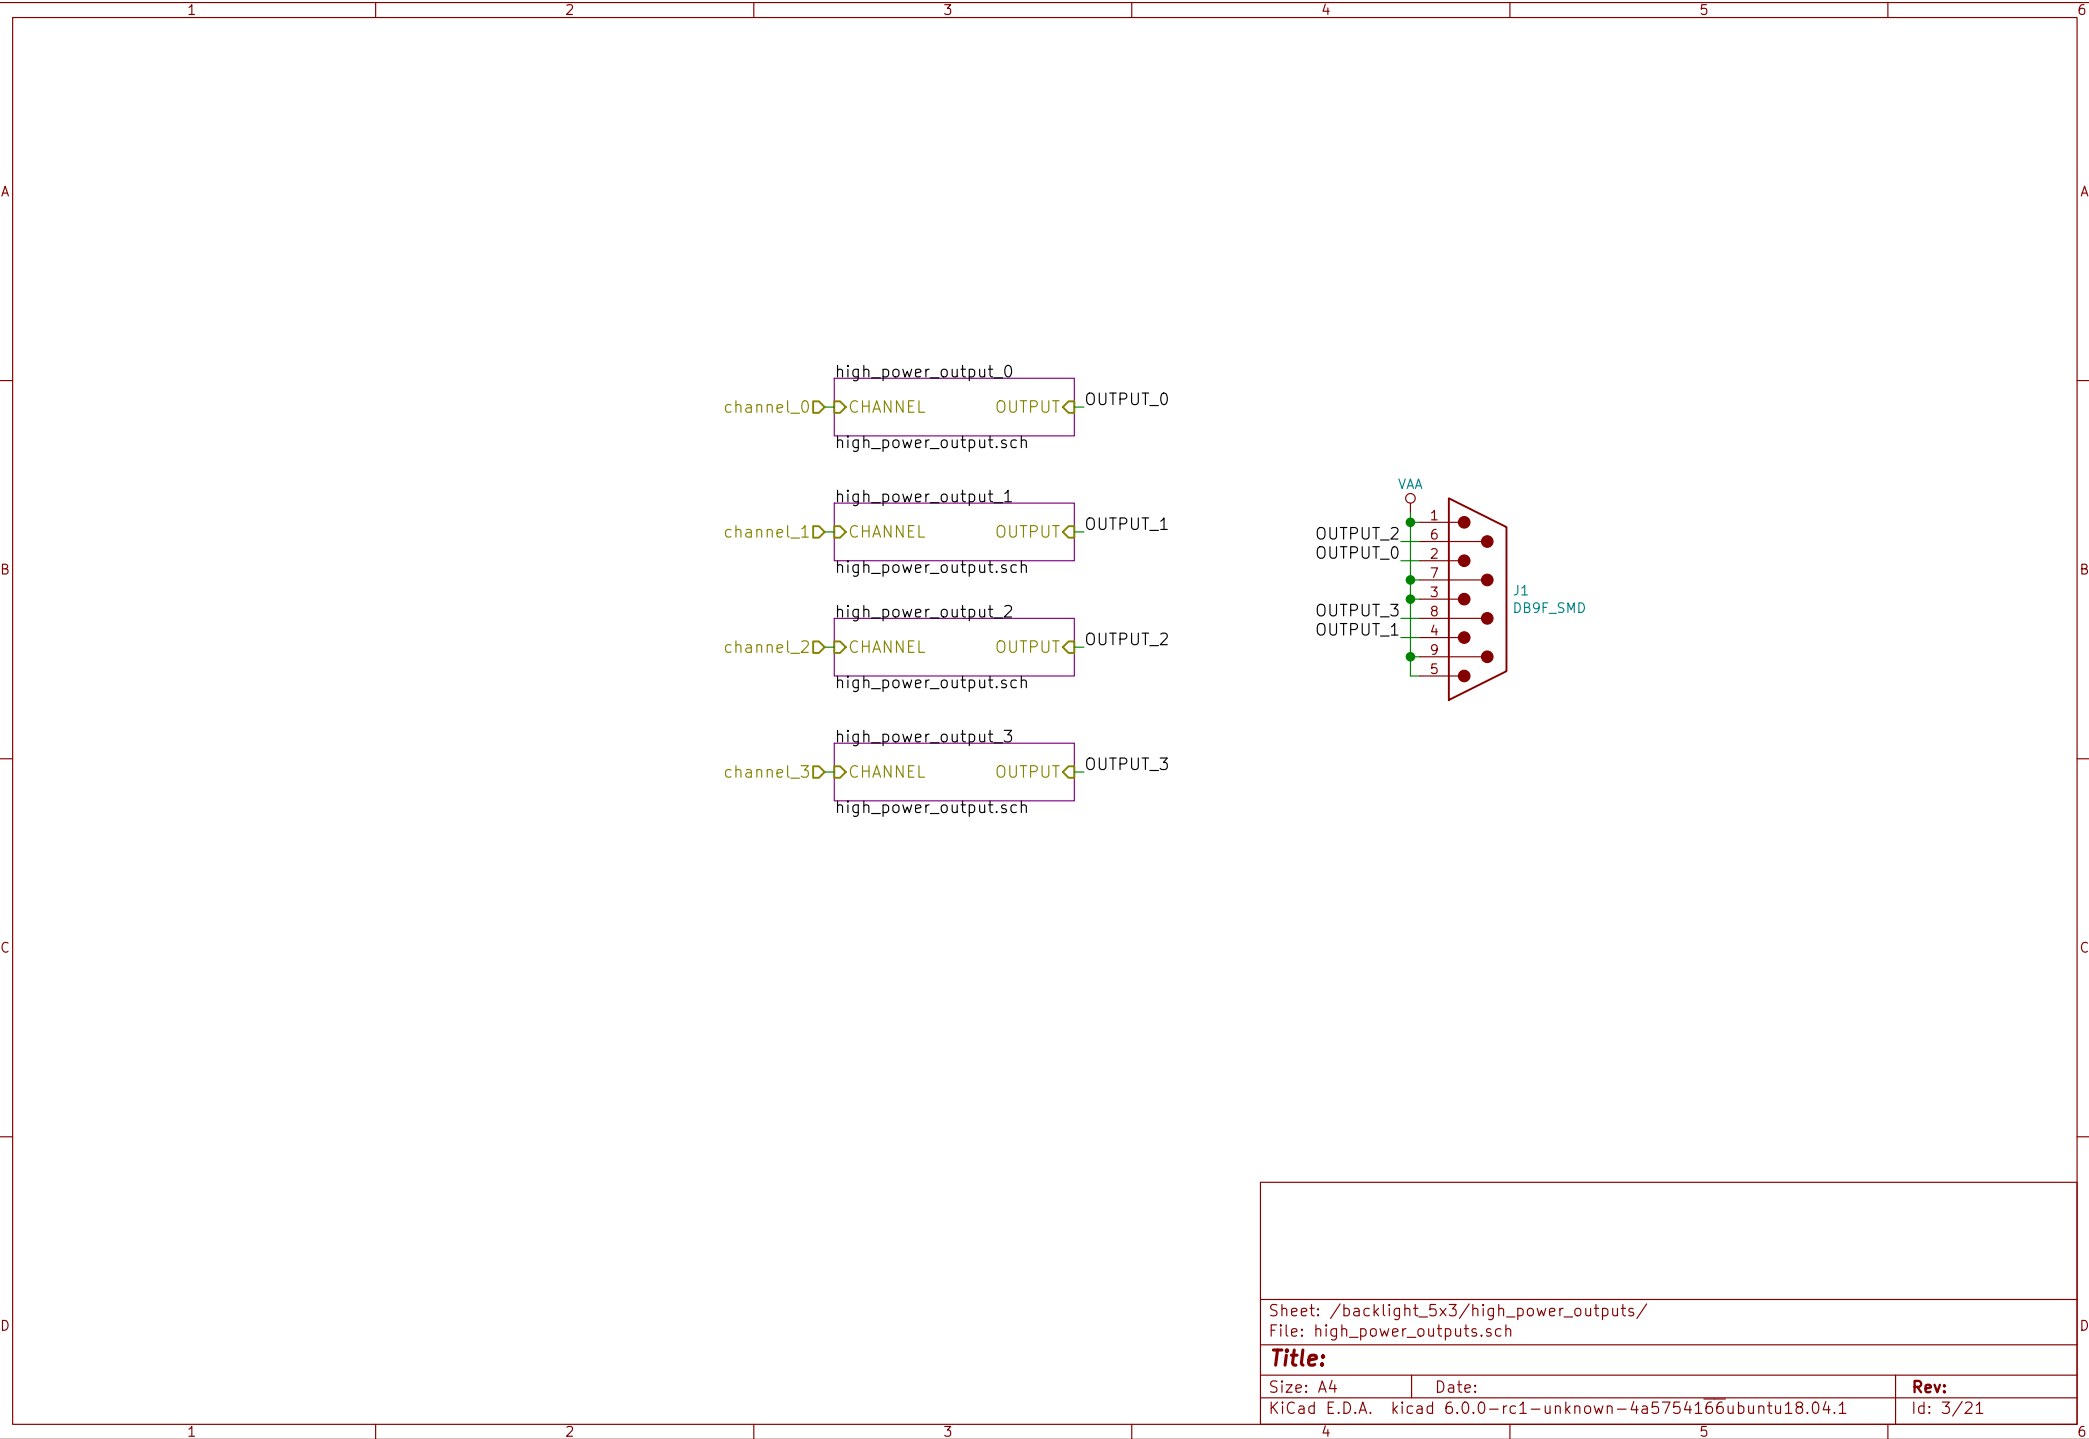 1 2 3 4 5 6
A A
high_power_output_0
channel_0 CHANNEL OUTPUT OUTPUT_0
high_power_output.sch
high_power_output_1
channel_1 CHANNEL OUTPUT OUTPUT_1
high_power_output.sch
high_power_output_2
channel_2 CHANNEL OUTPUT OUTPUT_2
high_power_output.sch
high_power_output_3
channel_3 CHANNEL OUTPUT OUTPUT_3
high_power_output.sch
VAA
1
OUTPUT_2 6
OUTPUT_0 2
7
3
OUTPUT_3 8
OUTPUT_1 4
9
5
J1
DB9F_SMD
B B
C C
D D
Sheet: /backlight_5x3/high_power_outputs/
File: high_power_outputs.sch
Title:
Size: A4 Date: Rev:
KiCad E.D.A. kicad 6.0.0-rc1-unknown-4a5754166ubuntu18.04.1 Id: 3/21
1 2 3 4 5 6